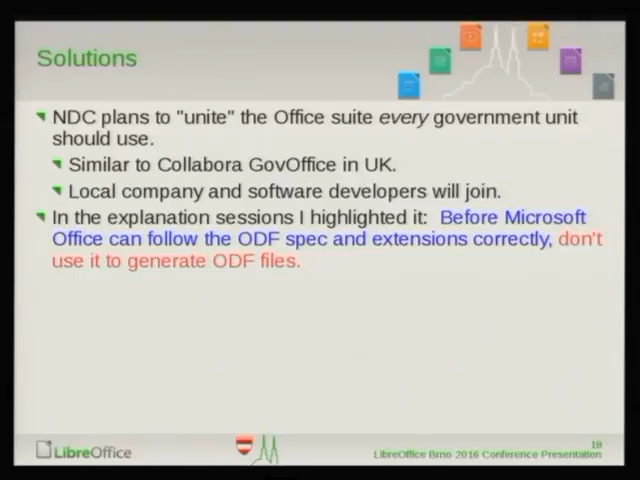 Solutions
NDC plans to "unite" the Office suite every government unit
should use.
Similar to Collabora GovOffice in UK.
Local company and software developers will join.
In the explanation sessions I highlighted it: Before Microsoft
Office can follow the ODF spec and extensions correctly, don't
use it to generate ODF files.
LibreOffice
18
LibreOffice Brno 2016 Conference Presentation